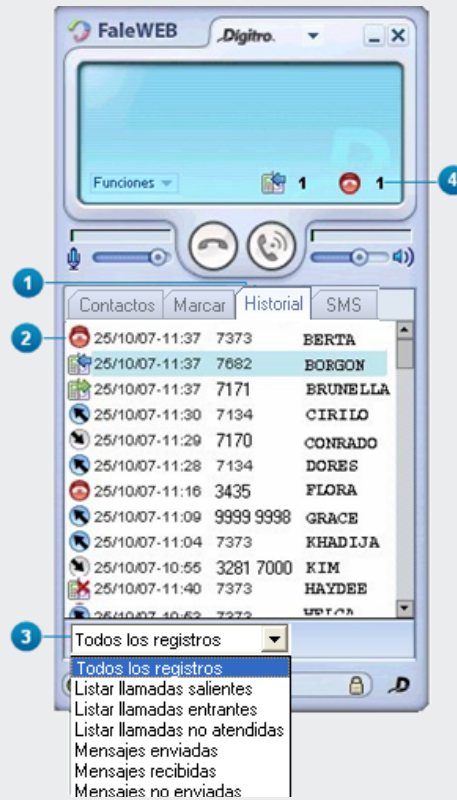 FaleWEB
Dígitro.
Funciones
1
1
4
1
Contactos
Marcar
Historial
SMS
2
25/10/07-11:37 7373 BERTA
25/10/07-11:37 7682 BORGON
25/10/07-11:37 7171 BRUNELLA
25/10/07-11:30 7134 CIRILO
25/10/07-11:29 7170 CONRADO
25/10/07-11:28 7134 DORES
25/10/07-11:16 3435 FLORA
25/10/07-11:09 9999 9998 GRACE
25/10/07-11:04 7373 KHADIJA
25/10/07-10:55 3281 7000 KIM
25/10/07-11:40 7373 HAYDEE
3
Todos los registros
Todos los registros
Listar llamadas salientes
Listar llamadas entrantes
Listar llamadas no atendidas
Mensajes enviadas
Mensajes recibidas
Mensajes no enviadas